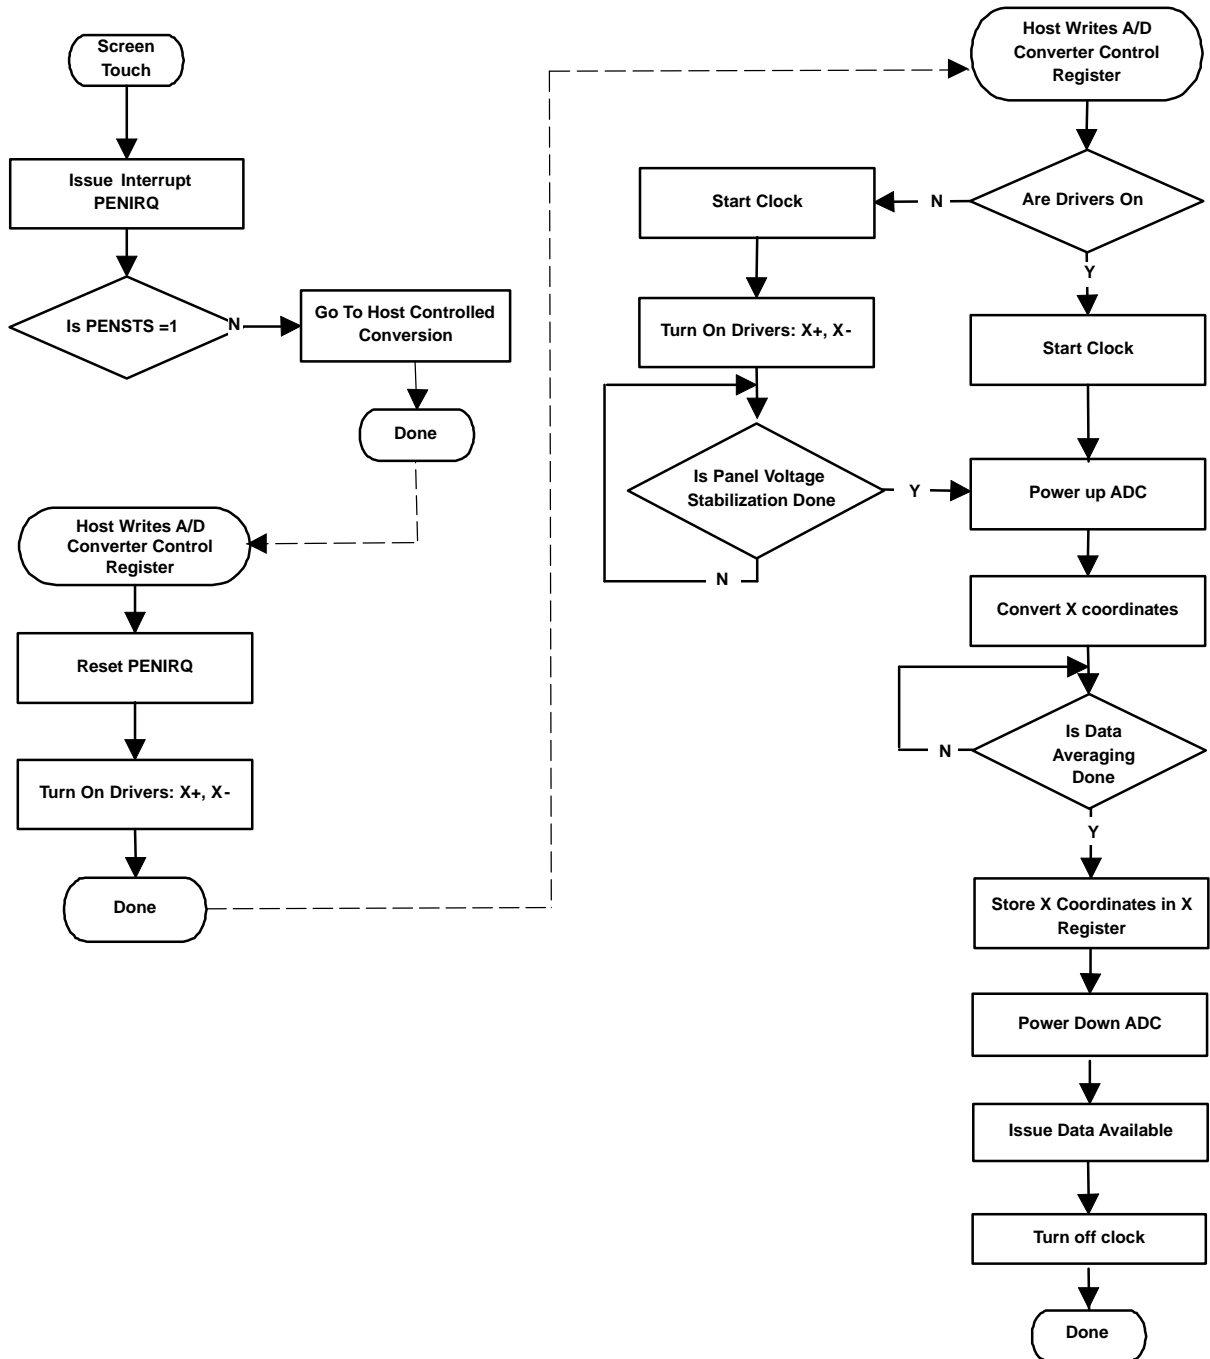 Screen
Touch
Issue Interrupt
PENIRQ
Is PENSTS =1
N
Go To Host Controlled
Conversion
Done
Host Writes A/D
Converter Control
Register
Reset PENIRQ
Turn On Drivers: X+, X-
Done
Host Writes A/D
Converter Control
Register
Are Drivers On
N
Start Clock
Turn On Drivers: X+, X-
Is Panel Voltage
Stabilization Done
N
Y
Y
Start Clock
Power up ADC
Convert X coordinates
Is Data
Averaging
Done
N
Y
Store X Coordinates in X
Register
Power Down ADC
Issue Data Available
Turn off clock
Done